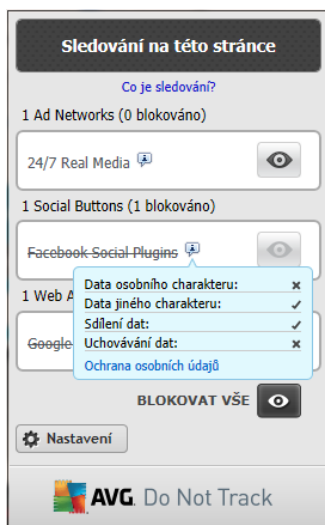 Sledování na této stránce
Co je sledování?
1 Ad Networks (0 blokováno)
24/7 Real Media
1 Social Buttons (1 blokováno)
Facebook Social Plugins
Data osobního charakteru:
1 Web A
Data jiného charakteru:
Sdílení dat:
Google
Uchovávání dat:
Ochrana osobních údajů
BLOKOVAT VŠE
Nastavení
AVG. Do Not Track